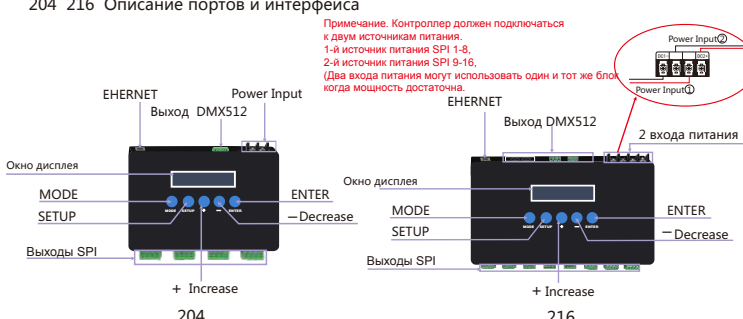 204 216 Описание портов и интерфейса
Примечание. Контроллер должен подключаться
к двум источникам питания.
1-й источник питания SPI 1-8,
2-й источник питания SPI 9-16,
(Два входа питания могут использовать один и тот же блок
когда мощность достаточна.
Power Input②
Power Input①
EHERNET
Power Input
Выход DMX512
Окно дисплея
MODE
SETUP
ENTER
—Decrease
MODE SETUP + — ENTER
Выходы SPI
+ Increase
204
EHERNET
Выход DMX512
2 входа питания
Окно дисплея
MODE
SETUP
ENTER
—Decrease
MODE SETUP + — ENTER
Выходы SPI
+ Increase
216